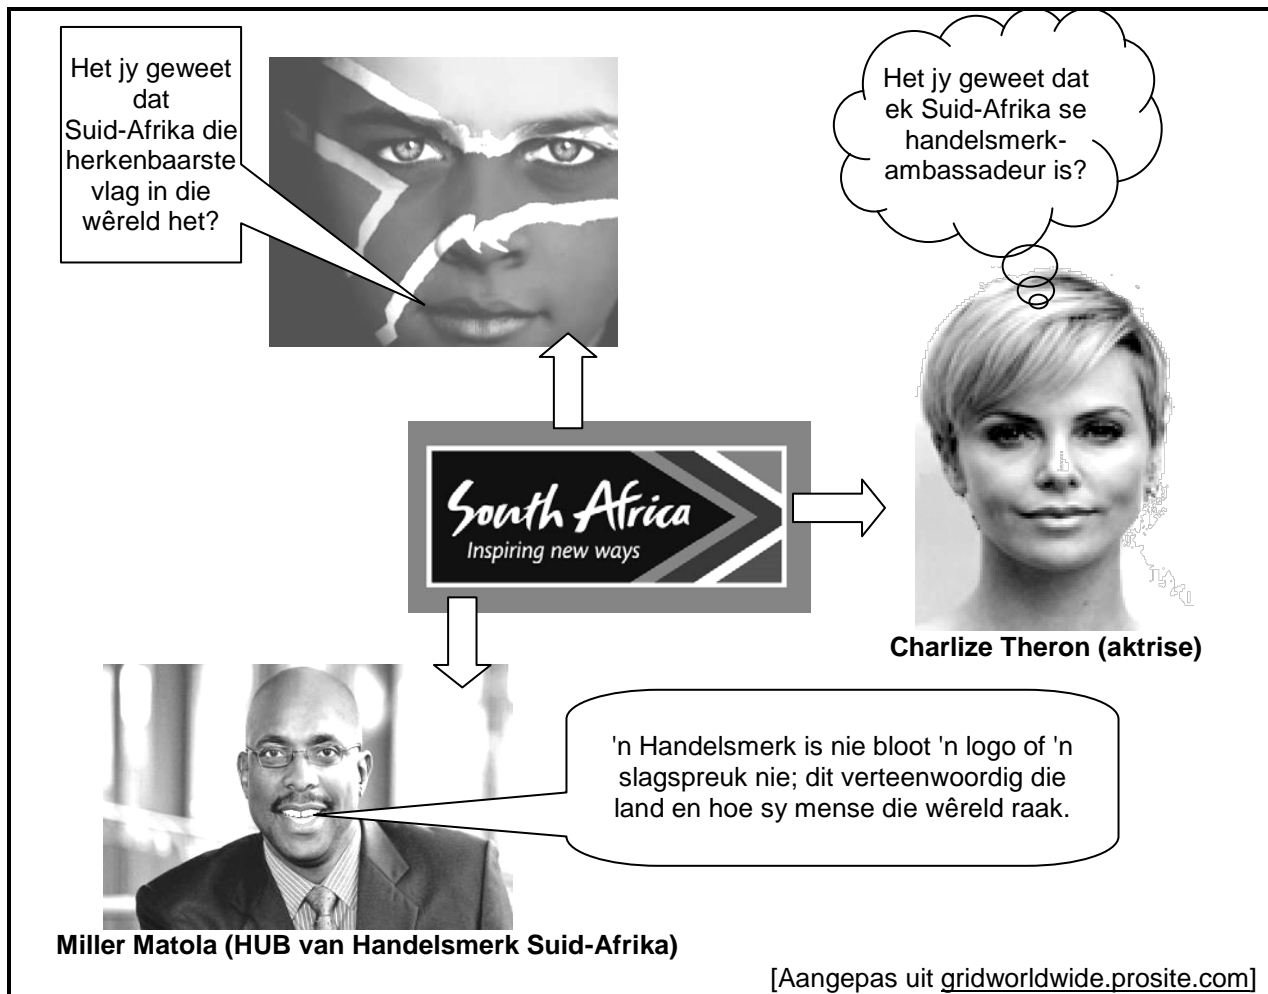 Het jy geweet
dat
Suid-Afrika die
herkenbaarste
vlag in die
wêreld het?
Het jy geweet dat
ek Suid-Afrika se
handelsmerk-
ambassadeur is?
South Africa
Inspiring new ways
Charlize Theron (aktrise)
'n Handelsmerk is nie bloot 'n logo of 'n
slagspreuk nie; dit verteenwoordig die
land en hoe sy mense die wêreld raak.
Miller Matola (HUB van Handelsmerk Suid-Afrika)
[Aangepas uit gridworldwide.prosite.com]